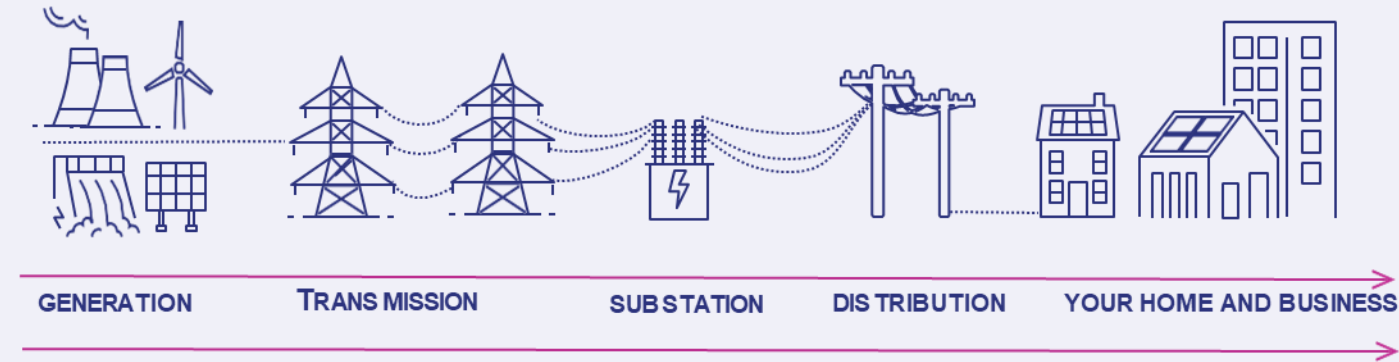 GENERATION
TRANSMISSION
SUBSTATION
DISTRIBUTION
YOUR HOME AND BUSINESS